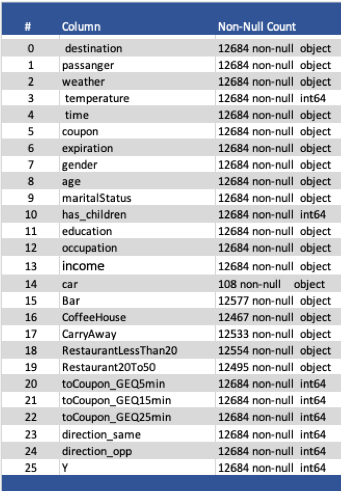 # Column Non-Null Count
0 destination 12684 non-null object
1 passanger 12684 non-null object
2 weather 12684 non-null object
3 temperature 12684 non-null int64
4 time 12684 non-null object
5 coupon 12684 non-null object
6 expiration 12684 non-null object
7 gender 12684 non-null object
8 age 12684 non-null object
9 maritalStatus 12684 non-null object
10 has_children 12684 non-null int64
11 education 12684 non-null object
12 occupation 12684 non-null object
13 income 12684 non-null object
14 car 108 non-null object
15 Bar 12577 non-null object
16 CoffeeHouse 12467 non-null object
17 CarryAway 12533 non-null object
18 RestaurantLessThan20 12554 non-null object
19 Restaurant20To50 12495 non-null object
20 toCoupon_GEQ5min 12684 non-null int64
21 toCoupon_GEQ15min 12684 non-null int64
22 toCoupon_GEQ25min 12684 non-null int64
23 direction_same 12684 non-null int64
24 direction_opp 12684 non-null int64
25 Y 12684 non-null int64